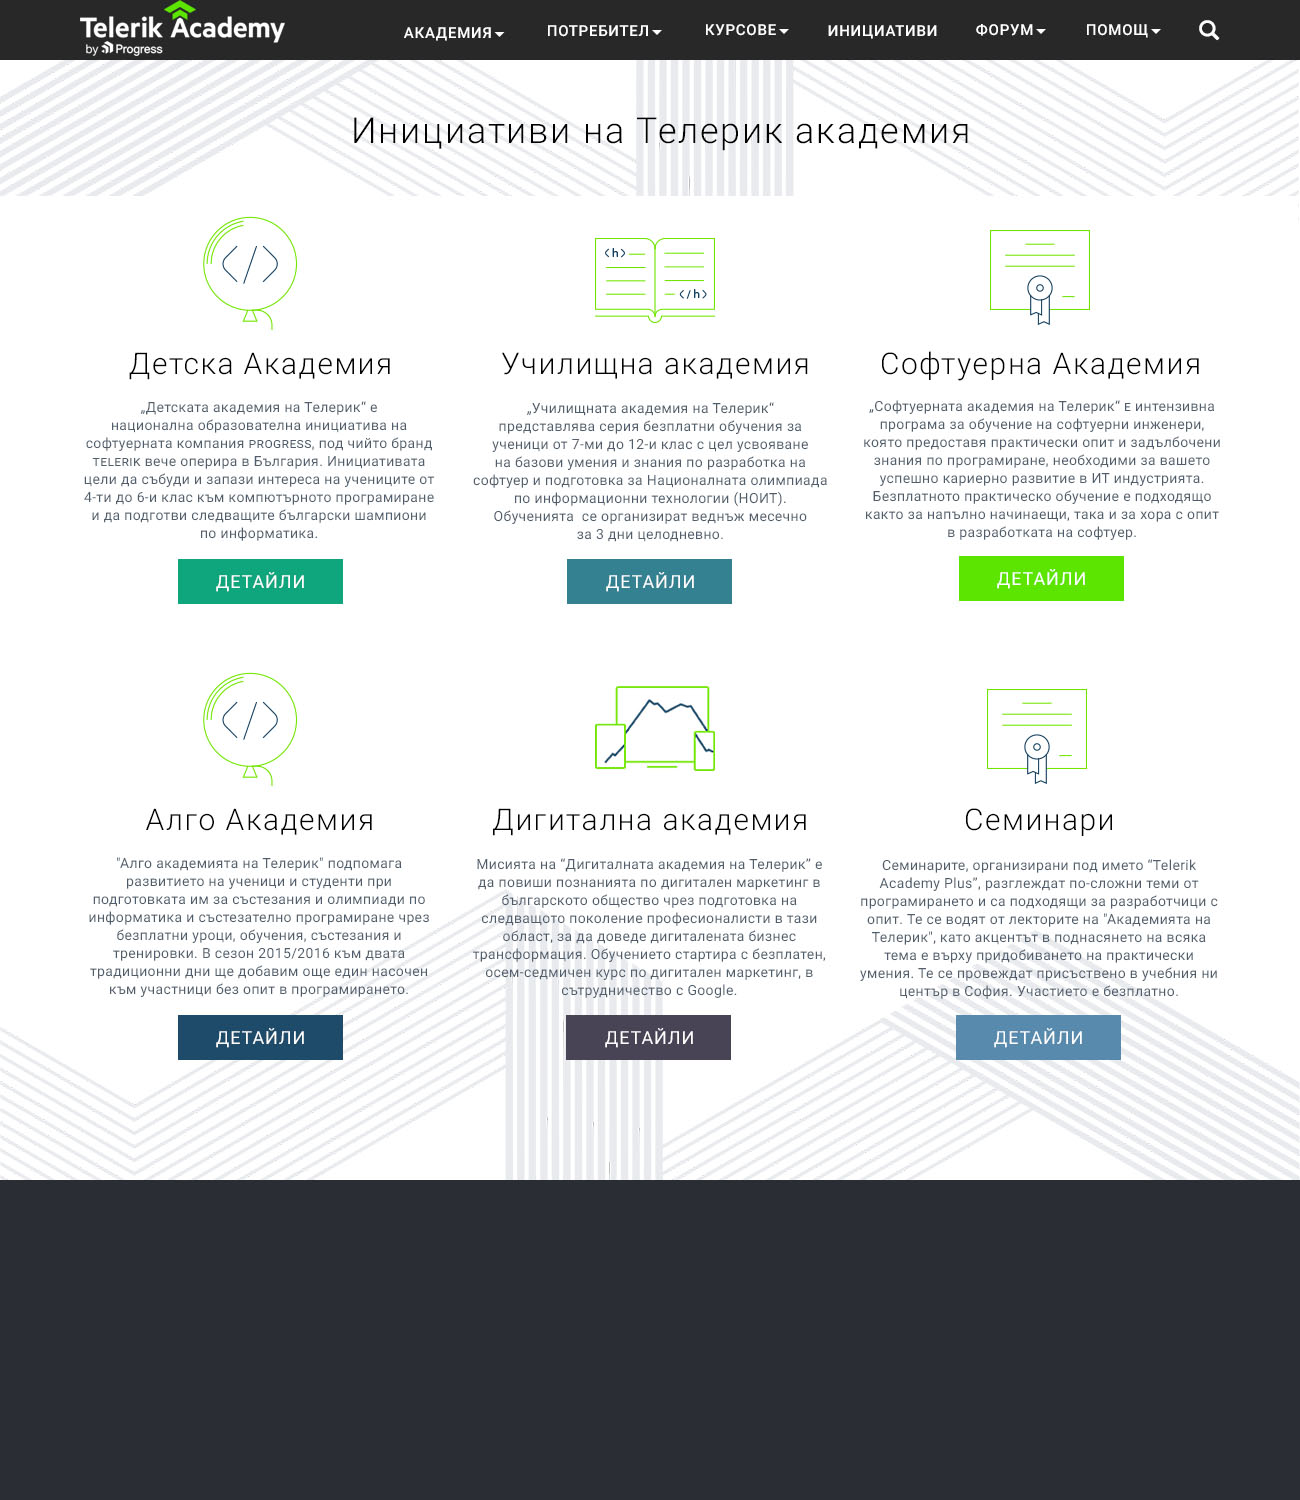 Telerik Academy
by Progress
АКАДЕМИЯ
ПОТРЕБИТЕЛ
КУРСОВЕ
ИНИЦИАТИВИ
ФОРУМ
ПОМОЩ
Инициативи на Телерик академия
</>
<h>
</h>
Детска Академия
„Детската академия на Телерик“ е
национална образователна инициатива на
софтуерната компания PROGRESS, под чийто бранд
TELERIK вече оперира в България. Инициативата
цели да събуди и запази интереса на учениците от
4-ти до 6-и клас към компютърното програмиране
и да подготви следващите български шампиони
по информатика.
ДЕТАЙЛИ
Училищна академия
„Училищната академия на Телерик“
представлява серия безплатни обучения за
ученици от 7-ми до 12-и клас с цел усвояване
на базови умения и знания по разработка на
софтуер и подготовка за Националната олимпиада
по информационни технологии (НОИТ).
Обученията се организират веднъж месечно
за 3 дни целодневно.
ДЕТАЙЛИ
Софтуерна Академия
„Софтуерната академия на Телерик“ Е интензивна
програма за обучение на софтуерни инженери,
която предоставя практически опит и задълбочени
знания по програмиране, необходими за вашето
успешно кариерно развитие в ИТ индустрията.
Безплатното практическо обучение е подходящо
както за напълно начинаещи, така и за хора с опит
в разработката на софтуер.
ДЕТАЙЛИ
</>
Алго Академия
"Алго академията на Телерик" подпомага
развитието на ученици и студенти при
подготовката им за състезания и олимпиади по
информатика и състезателно програмиране чрез
безплатни уроци, обучения, състезания и
тренировки. В сезон 2015/2016 към двата
традиционни дни ще добавим още един насочен
към участници без опит в програмирането.
ДЕТАЙЛИ
Дигитална академия
Мисията на “Дигиталната академия на Телерик” е
да повиши познанията по дигитален маркетинг в
българското общество чрез подготовка на
следващото поколение професионалисти в тази
област, за да доведе дигиталената бизнес
трансформация. Обучението стартира с безплатен,
осем-седмичен курс по дигитален маркетинг, в
сътрудничество с Google.
ДЕТАЙЛИ
Семинари
Семинарите, организирани под името “Telerik
Academy Plus”, разглеждат по-сложни теми от
програмирането и са подходящи за разработчици с
опит. Те се водят от лекторите на "Академията на
Телерик", като акцентът в поднасянето на всяка
тема е върху придобиването на практически
умения. Те се провеждат присъствено в учебния ни
център в София. Участието е безплатно.
ДЕТАЙЛИ